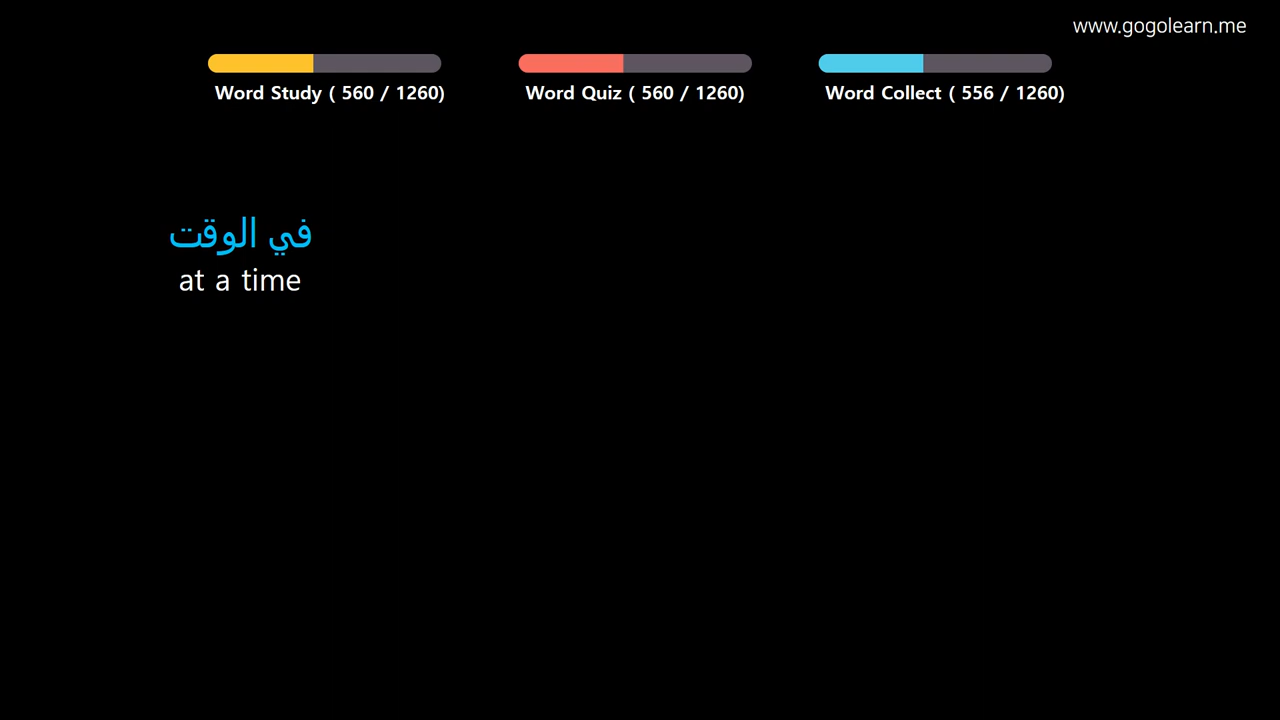 www.gogolearn.me
Word Study ( 560 / 1260)
Word Quiz ( 560 / 1260)
Word Collect ( 556 / 1260)
في الوقت
at a time